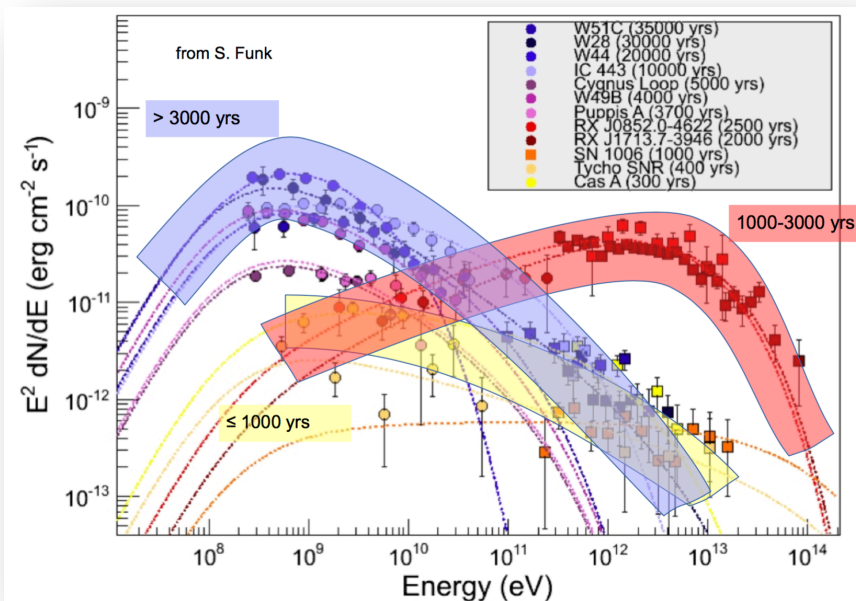 from S. Funk
W51C (35000 yrs)
W28 (30000 yrs)
W44 (20000 yrs)
IC 443 (10000 yrs)
Cygnus Loop (5000 yrs)
W49B (4000 yrs)
Puppis A (3700 yrs)
RX J0852.0-4622 (2500 yrs)
RX J1713.7-3946 (2000 yrs)
SN 1006 (1000 yrs)
Tycho SNR (400 yrs)
Cas A (300 yrs)
> 3000 yrs
1000-3000 yrs
≤ 1000 yrs
E² dN/dE (erg cm⁻² s⁻¹)
10⁻⁹
10⁻¹⁰
10⁻¹¹
10⁻¹²
10⁻¹³
10⁸ 10⁹ 10¹⁰ 10¹¹ 10¹² 10¹³ 10¹⁴
Energy (eV)